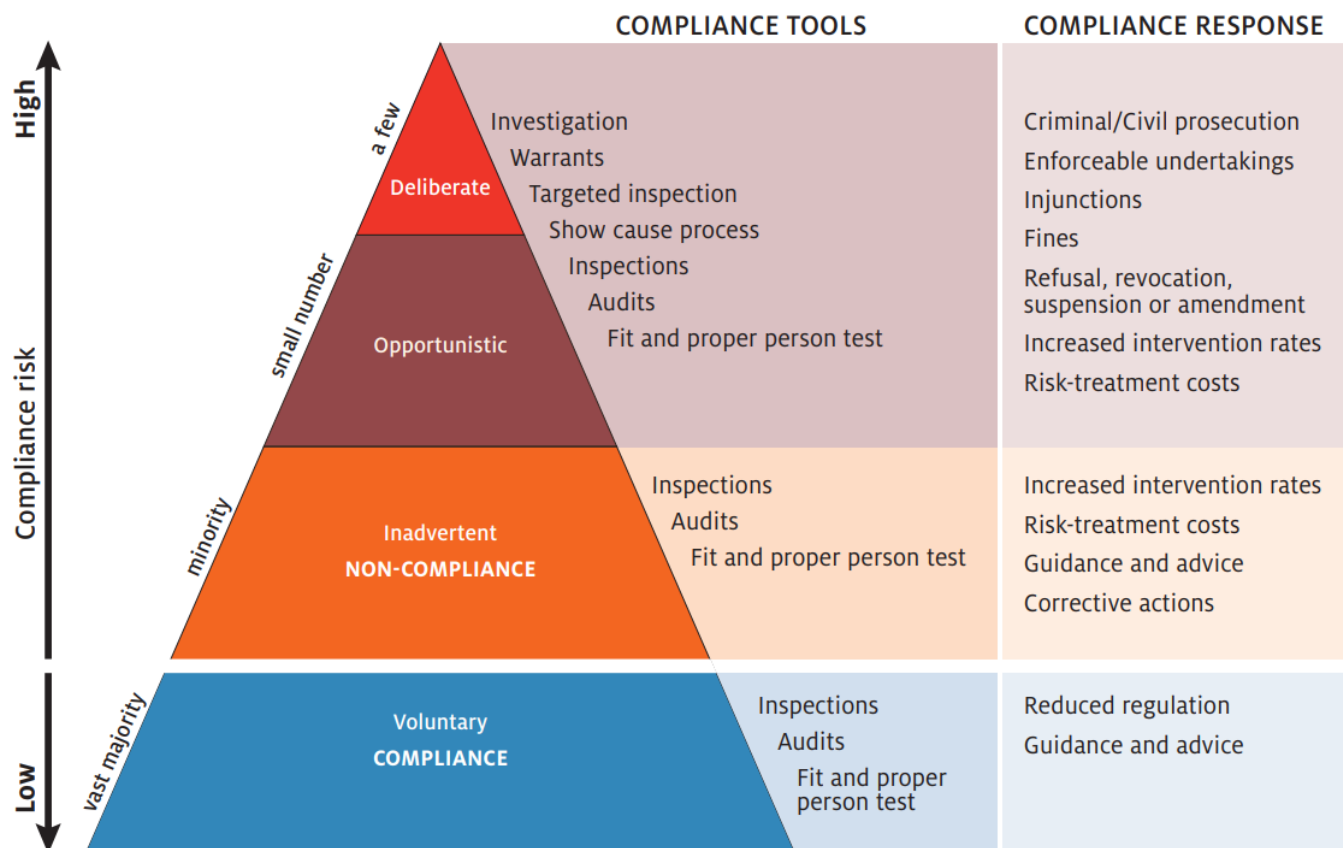 COMPLIANCE TOOLS
COMPLIANCE RESPONSE
High
Compliance risk
Low
a few
small number
minority
vast majority
Deliberate
Opportunistic
Inadvertent
NON-COMPLIANCE
Voluntary
COMPLIANCE
Investigation
Warrants
Targeted inspection
Show cause process
Inspections
Audits
Fit and proper person test
Criminal/Civil prosecution
Enforceable undertakings
Injunctions
Fines
Refusal, revocation,
suspension or amendment
Increased intervention rates
Risk-treatment costs
Inspections
Audits
Fit and proper person test
Increased intervention rates
Risk-treatment costs
Guidance and advice
Corrective actions
Inspections
Audits
Fit and proper
person test
Reduced regulation
Guidance and advice